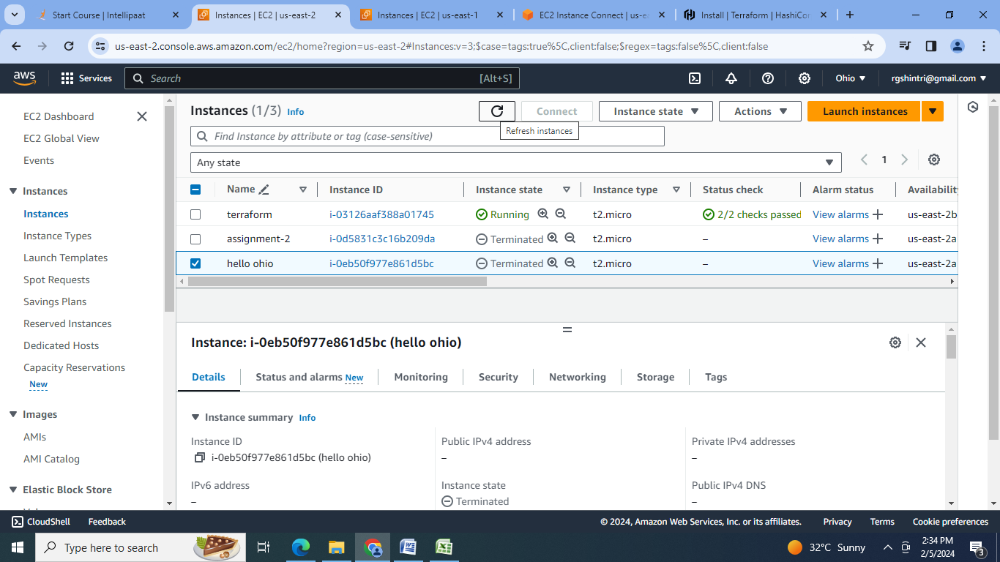 Start Course | Intellipaat
Instances | EC2 | us-east-2
Instances | EC2 | us-east-1
EC2 Instance Connect | us-ea
Install | Terraform | HashiCor
us-east-2.console.aws.amazon.com/ec2/home?region=us-east-2#Instances:v=3;$case=tags:true%5C,client:false;$regex=tags:false%5C,client:false
aws
Services
Search
[Alt+S]
Ohio
rgshintri@gmail.com
EC2 Dashboard
EC2 Global View
Events
Instances
Instances
Instance Types
Launch Templates
Spot Requests
Savings Plans
Reserved Instances
Dedicated Hosts
Capacity Reservations
New
Images
AMIs
AMI Catalog
Elastic Block Store
Instances (1/3) Info
Connect
Instance state
Actions
Launch instances
Refresh instances
Find Instance by attribute or tag (case-sensitive)
Any state
1
Name Instance ID Instance state Instance type Status check Alarm status Availability
terraform i-03126aaf388a01745 Running t2.micro 2/2 checks passed View alarms us-east-2b
assignment-2 i-0d5831c3c16b209da Terminated t2.micro – View alarms us-east-2a
hello ohio i-0eb50f977e861d5bc Terminated t2.micro – View alarms us-east-2a
Instance: i-0eb50f977e861d5bc (hello ohio)
Details Status and alarms New Monitoring Security Networking Storage Tags
Instance summary Info
Instance ID
i-0eb50f977e861d5bc (hello ohio)
Public IPv4 address
–
Private IPv4 addresses
–
IPv6 address
–
Instance state
Terminated
Public IPv4 DNS
–
CloudShell Feedback
© 2024, Amazon Web Services, Inc. or its affiliates. Privacy Terms Cookie preferences
Type here to search
32°C Sunny
2:34 PM
2/5/2024
3